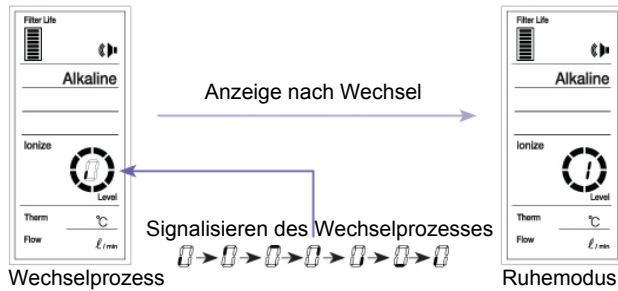 Filter Life
Alkaline
Ionize
Level
Therm
℃
Flow
ℓ / min
Wechselprozess
Anzeige nach Wechsel
Signalisieren des Wechselprozesses
Filter Life
Alkaline
Ionize
1
Level
Therm
℃
Flow
ℓ / min
Ruhemodus